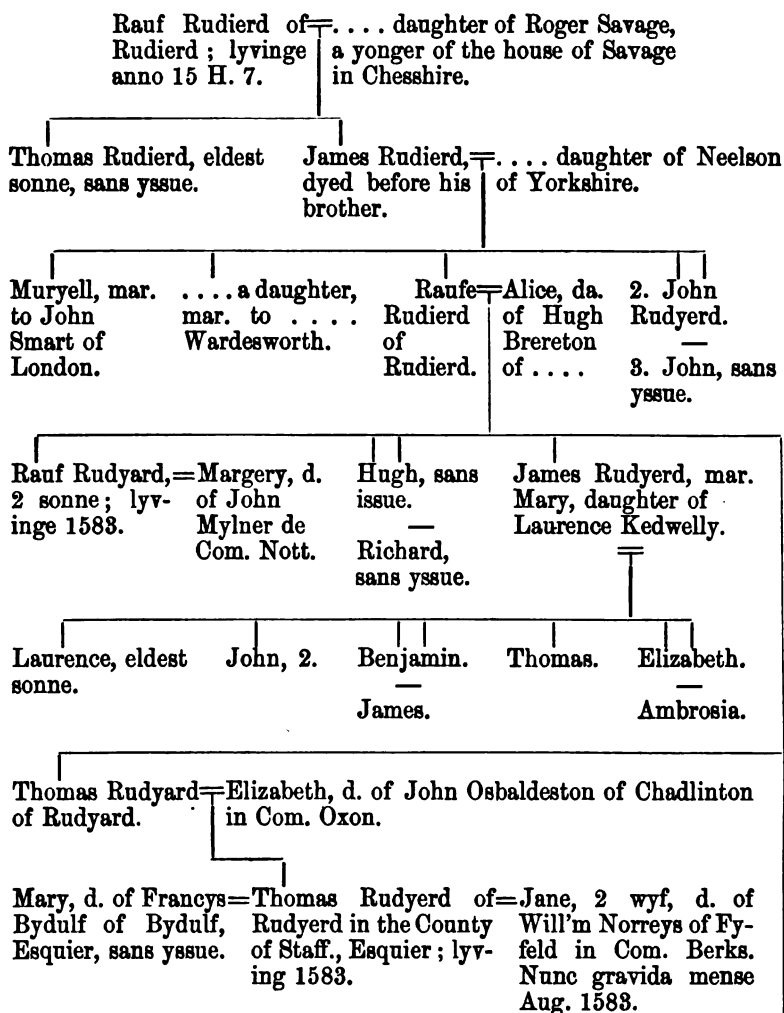 Rauf Rudierd of=. . . . daughter of Roger Savage,
Rudierd ; lyvinge a yonger of the house of Savage
anno 15 H. 7. in Chesshire.
Thomas Rudierd, eldest
sonne, sans yssue.
James Rudierd,=. . . . daughter of Neelson
dyed before his of Yorkshire.
brother.
Muryell, mar.
to John
Smart of
London.
. . . . a daughter,
mar. to . . . .
Wardesworth.
Raufe=Alice, da.
Rudierd of Hugh
of Brereton
Rudierd. of . . . .
2. John
Rudyerd.
—
3. John, sans
yssue.
Rauf Rudyard,=Margery, d.
2 sonne ; lyv- of John
inge 1583. Mylner de
Com. Nott.
Hugh, sans
issue.
—
Richard,
sans yssue.
James Rudyerd, mar.
Mary, daughter of
Laurence Kedwelly.
=
Laurence, eldest
sonne.
John, 2.
Benjamin.
—
James.
Thomas.
Elizabeth.
—
Ambrosia.
Thomas Rudyard=Elizabeth, d. of John Osbaldeston of Chadlinton
of Rudyard. in Com. Oxon.
Mary, d. of Francys=Thomas Rudyerd of=Jane, 2 wyf, d. of
Bydulf of Bydulf, Rudyerd in the County Will'm Norreys of Fy-
Esquier, sans yssue. of Staff., Esquier ; lyv- feld in Com. Berks.
ing 1583. Nunc gravida mense
Aug. 1583.